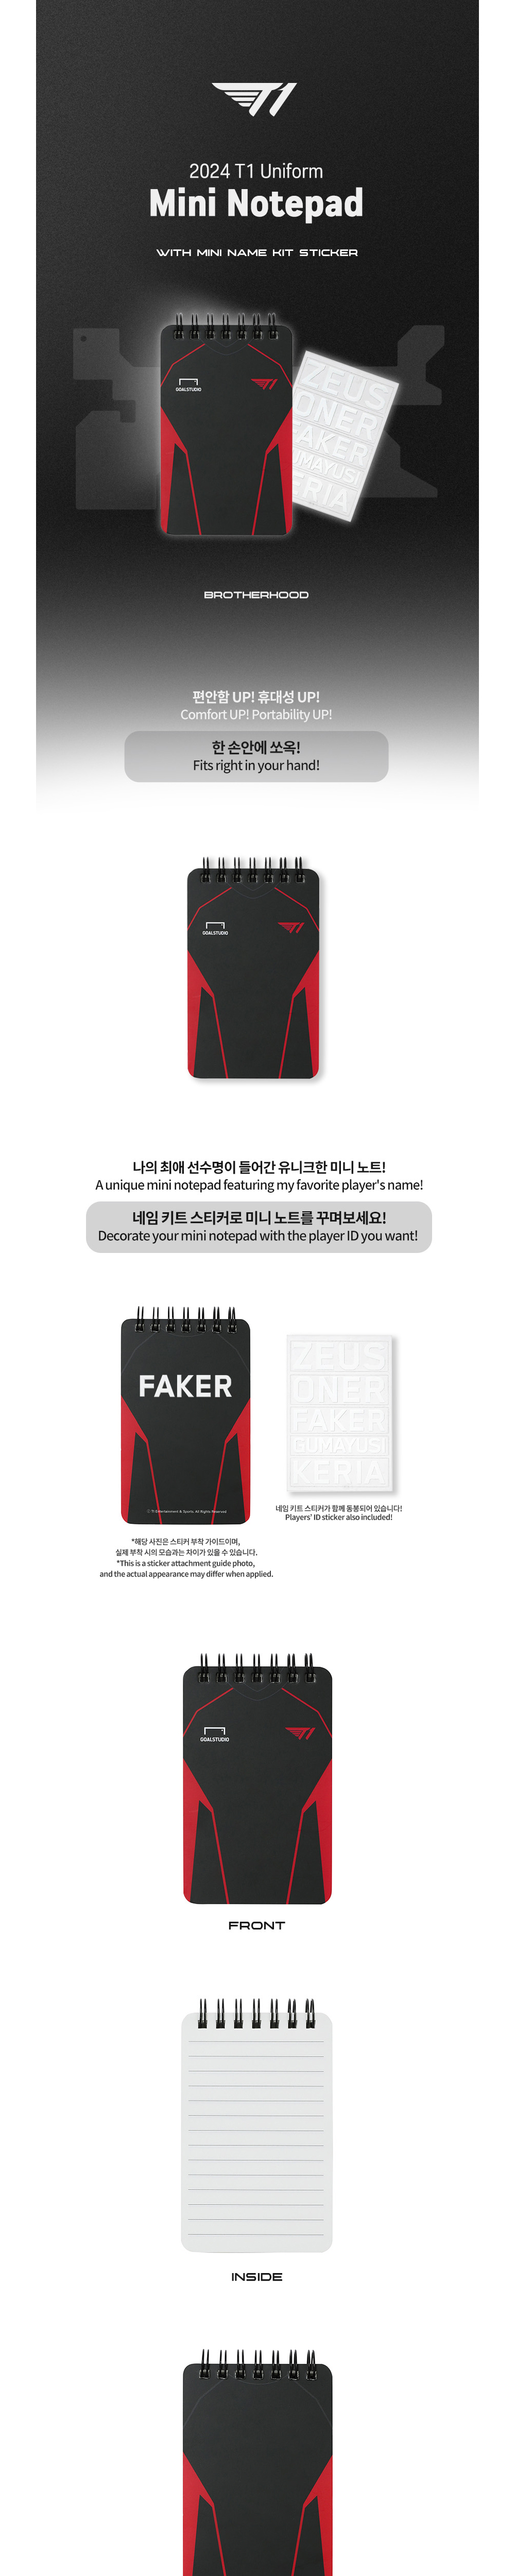 T1
2024 T1 Uniform
Mini Notepad
WITH MINI NAME KIT STICKER
GOALSTUDIO
T1
ZEUS
ONER
FAKER
GUMAYUSI
KERIA
BROTHERHOOD
편안함 UP! 휴대성 UP!
Comfort UP! Portability UP!
한 손안에 쏘옥!
Fits right in your hand!
GOALSTUDIO
T1
나의 최애 선수명이 들어간 유니크한 미니 노트!
A unique mini notepad featuring my favorite player's name!
네임 키트 스티커로 미니 노트를 꾸며보세요!
Decorate your mini notepad with the player ID you want!
FAKER
ⓒ T1 Entertainment & Sports, All Rights Reserved
ZEUS
ONER
FAKER
GUMAYUSI
KERIA
네임 키트 스티커가 함께 동봉되어 있습니다!
Players' ID sticker also included!
*해당 사진은 스티커 부착 가이드이며,
실제 부착 시의 모습과는 차이가 있을 수 있습니다.
*This is a sticker attachment guide photo,
and the actual appearance may differ when applied.
GOALSTUDIO
T1
FRONT
INSIDE